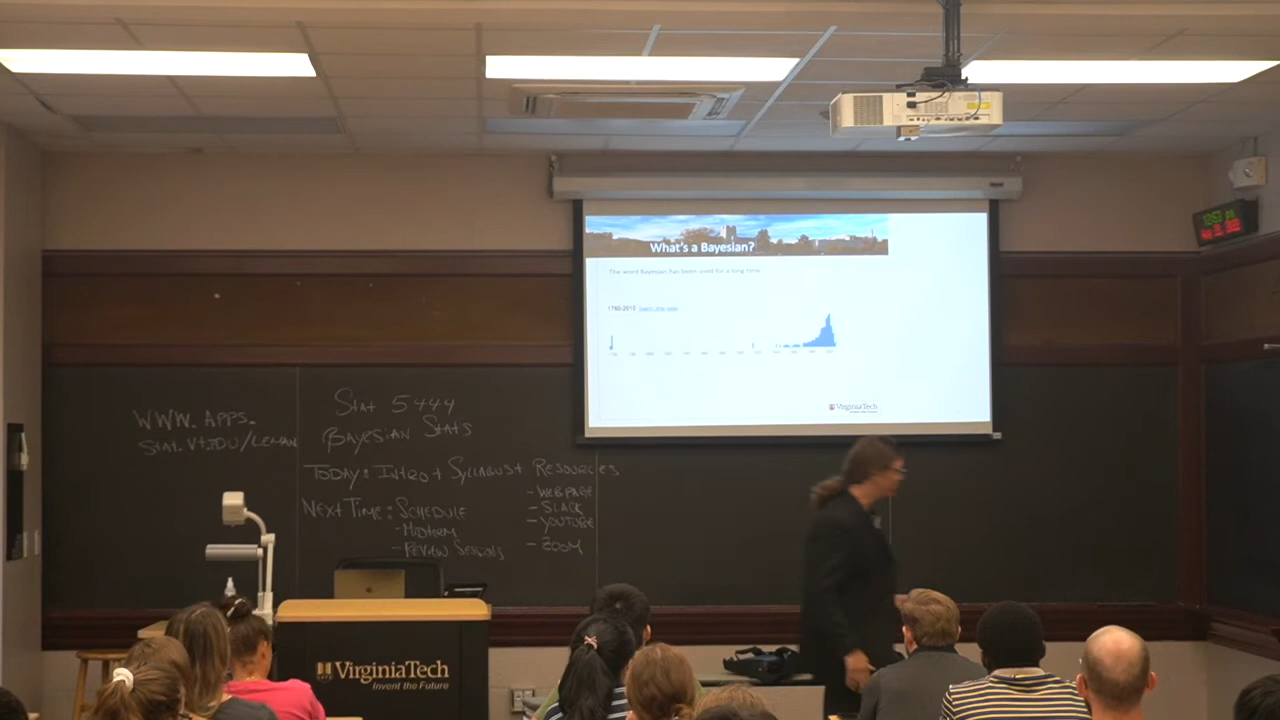 What's a Bayesian?
The word Bayesian has been used for a long time
1760-2010
VirginiaTech
WWW. APPS.
STAT. VT.EDU/LEMAN
STAT 5444
BAYESIAN STATS
TODAY: INTRO + SYLLABUS + RESOURCES
- WEBPAGE
- SLACK
- YOUTUBE
- ZOOM
NEXT TIME: SCHEDULE
- MIDTERM
- REVIEW SESSIONS
VirginiaTech
Invent the Future